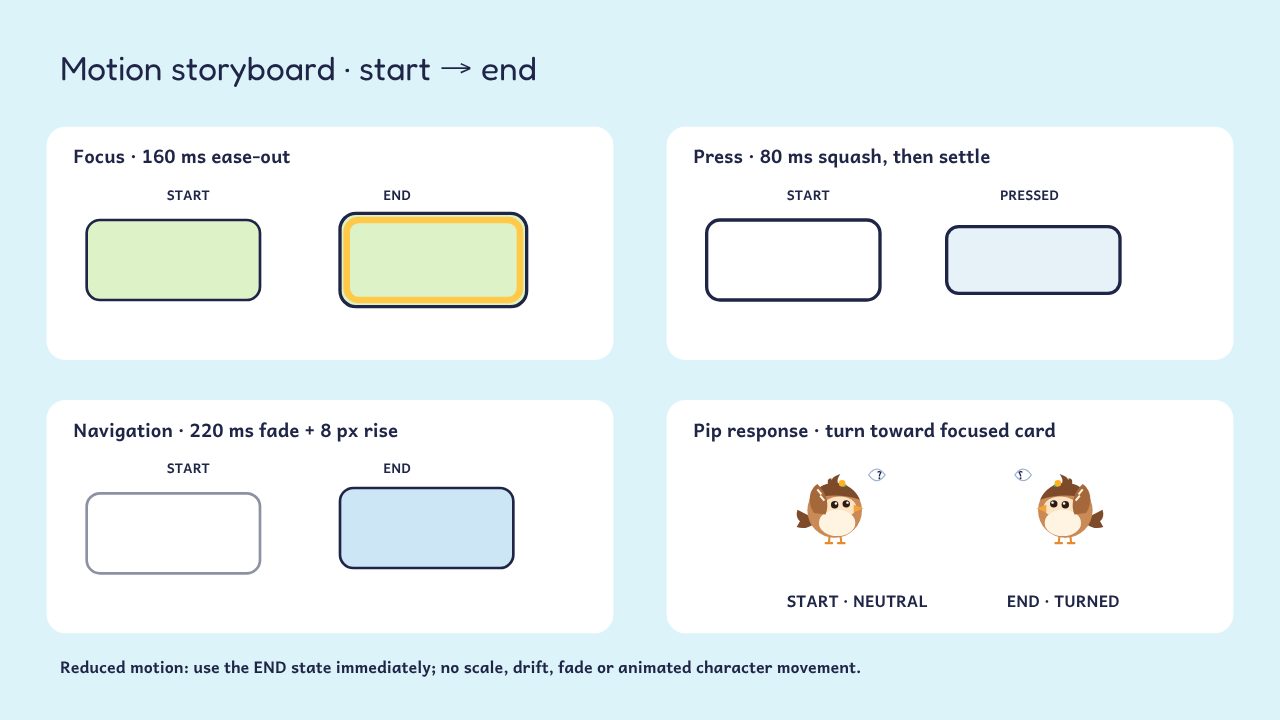 Motion storyboard · start → end
Focus · 160 ms ease-out
START
END
Press · 80 ms squash, then settle
START
PRESSED
Navigation · 220 ms fade + 8 px rise
START
END
Pip response · turn toward focused card
?
?
START · NEUTRAL
END · TURNED
Reduced motion: use the END state immediately; no scale, drift, fade or animated character movement.